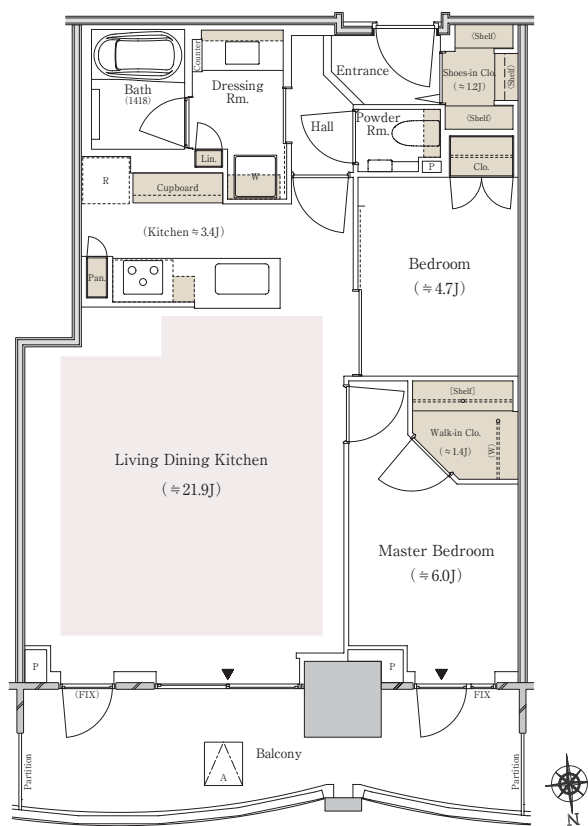 (Shelf)
Counter
Entrance
Shoes-in Clo.
(≒1.2J)
(Shelf)
Bath
(1418)
Dressing
Rm.
Powder
Rm.
Hall
(Shelf)
Lin.
P
Clo.
R
Cupboard
W
(Kitchen≒3.4J)
Bedroom
(≒4.7J)
Pan.
[Shelf]
Walk-in Clo.
(≒1.4J)
(W)
Living Dining Kitchen
(≒21.9J)
Master Bedroom
(≒6.0J)
P
P
(FIX)
FIX
Balcony
Partition
Partition
A
N